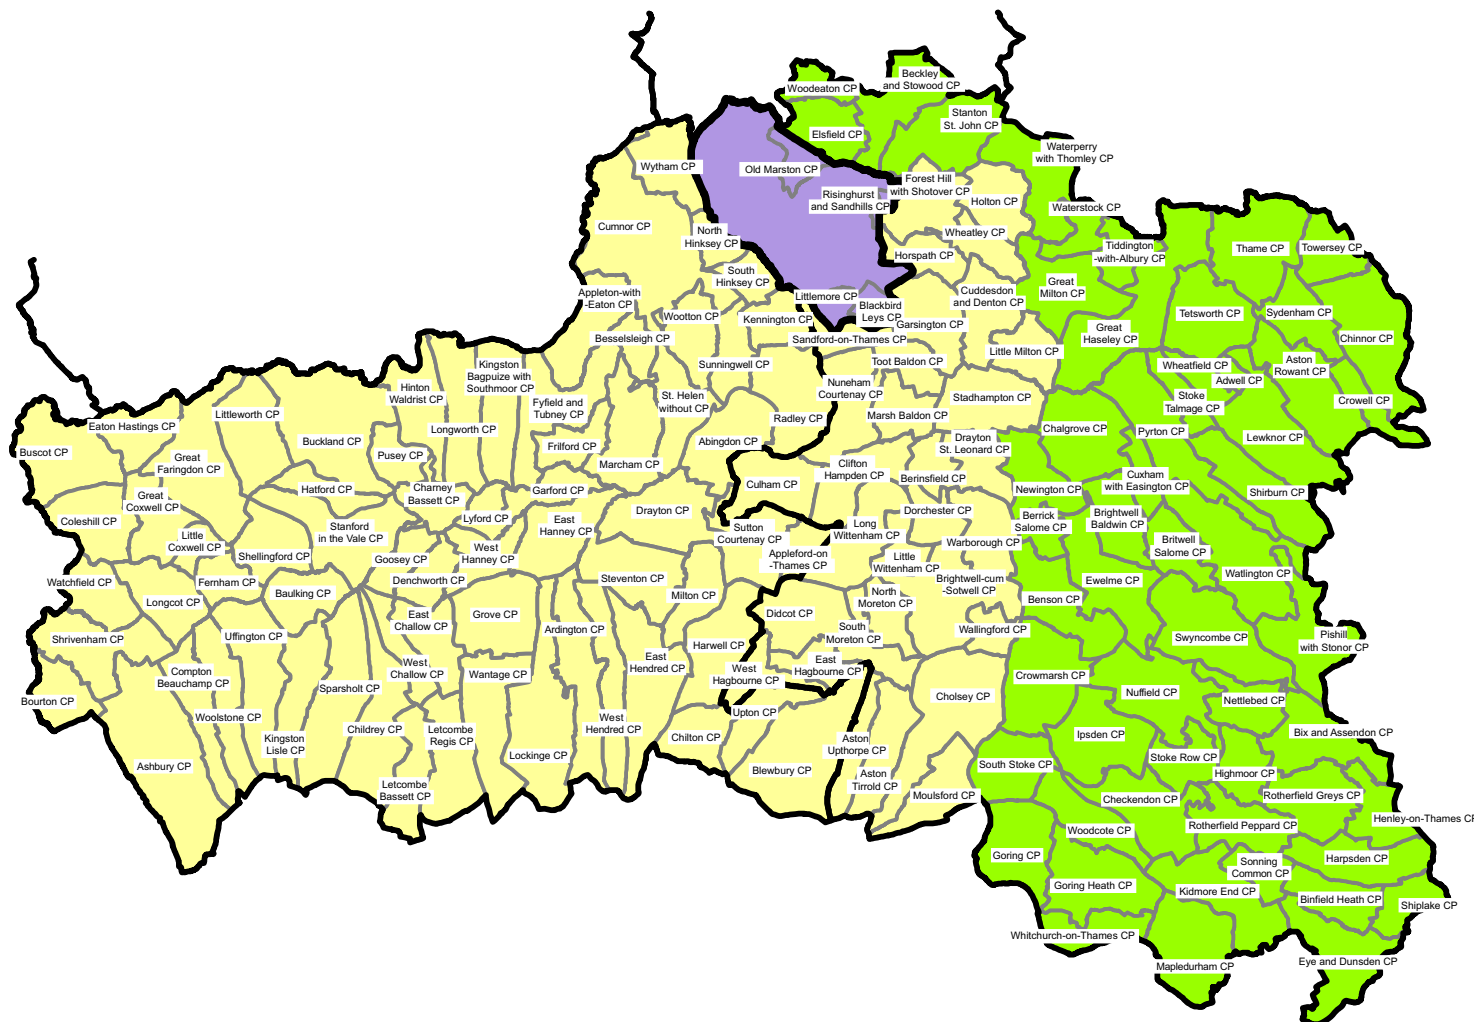 Beckley
and Stowood CP
Woodeaton CP
Stanton
St. John CP
Elsfield CP
Waterperry
with Thomley CP
Wytham CP
Old Marston CP
Forest Hill
with Shotover CP
Risinghurst
and Sandhills CP
Holton CP
Waterstock CP
Cumnor CP
North
Hinksey CP
Wheatley CP
Tiddington
-with-Albury CP
Thame CP
Towersey CP
Horspath CP
South
Hinksey CP
Great
Milton CP
Appleton-with
-Eaton CP
Littlemore CP
Cuddesdon
and Denton CP
Blackbird
Leys CP
Wootton CP
Kennington CP
Garsington CP
Tetsworth CP
Sydenham CP
Besselsleigh CP
Sandford-on-Thames CP
Great
Haseley CP
Chinnor CP
Little Milton CP
Kingston
Bagpuize with
Southmoor CP
Sunningwell CP
Toot Baldon CP
Wheatfield CP
Aston
Rowant CP
Adwell CP
Hinton
Waldrist CP
Nuneham
Courtenay CP
St. Helen
without CP
Stadhampton CP
Stoke
Talmage CP
Crowell CP
Fyfield and
Tubney CP
Littleworth CP
Radley CP
Marsh Baldon CP
Eaton Hastings CP
Longworth CP
Chalgrove CP
Pyrton CP
Lewknor CP
Buckland CP
Abingdon CP
Drayton
St. Leonard CP
Frilford CP
Buscot CP
Pusey CP
Great
Faringdon CP
Marcham CP
Clifton
Hampden CP
Culham CP
Berinsfield CP
Cuxham
with Easington CP
Hatford CP
Charney
Bassett CP
Garford CP
Newington CP
Shirburn CP
Great
Coxwell CP
Drayton CP
Dorchester CP
Coleshill CP
Lyford CP
Berrick
Salome CP
Brightwell
Baldwin CP
East
Hanney CP
Stanford
in the Vale CP
Sutton
Courtenay CP
Long
Wittenham CP
Little
Coxwell CP
Warborough CP
Britwell
Salome CP
Shellingford CP
Goosey CP
West
Hanney CP
Appleford-on
-Thames CP
Little
Wittenham CP
Watlington CP
Watchfield CP
Fernham CP
Denchworth CP
Steventon CP
Brightwell-cum
-Sotwell CP
Ewelme CP
Longcot CP
Baulking CP
Milton CP
North
Moreton CP
Benson CP
Grove CP
Didcot CP
East
Challow CP
Ardington CP
South
Moreton CP
Wallingford CP
Shrivenham CP
Uffington CP
Swyncombe CP
Pishill
with Stonor CP
Harwell CP
East
Hendred CP
East
Hagbourne CP
West
Challow CP
Wantage CP
West
Hagbourne CP
Crowmarsh CP
Compton
Beauchamp CP
Sparsholt CP
Cholsey CP
Nuffield CP
Nettlebed CP
Bourton CP
Upton CP
Woolstone CP
Childrey CP
Letcombe
Regis CP
West
Hendred CP
Chilton CP
Ipsden CP
Bix and Assendon CP
Kingston
Lisle CP
Aston
Upthorpe CP
Lockinge CP
Stoke Row CP
Ashbury CP
Blewbury CP
South Stoke CP
Highmoor CP
Aston
Tirrold CP
Letcombe
Bassett CP
Moulsford CP
Checkendon CP
Rotherfield Greys CP
Henley-on-Thames CP
Woodcote CP
Rotherfield Peppard CP
Goring CP
Harpsden CP
Sonning
Common CP
Goring Heath CP
Kidmore End CP
Binfield Heath CP
Shiplake CP
Whitchurch-on-Thames CP
Eye and Dunsden CP
Mapledurham CP